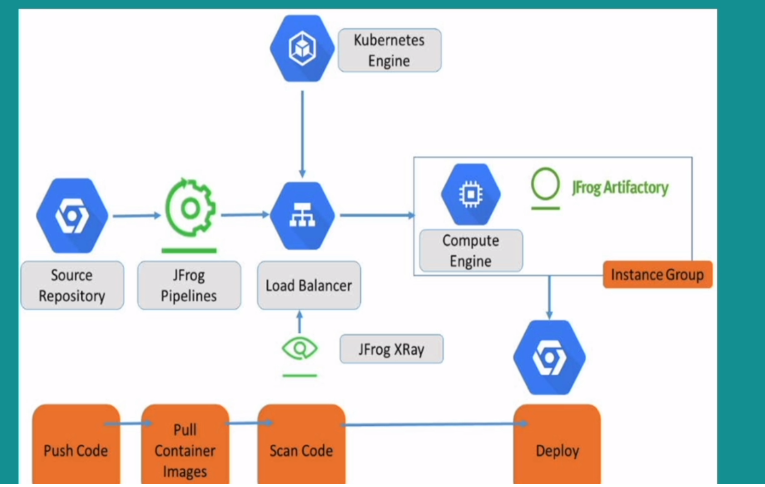 Kubernetes
Engine
JFrog Artifactory
Compute
Engine
Source
Repository
JFrog
Pipelines
Load Balancer
Instance Group
JFrog XRay
Push Code
Pull
Container
Images
Scan Code
Deploy